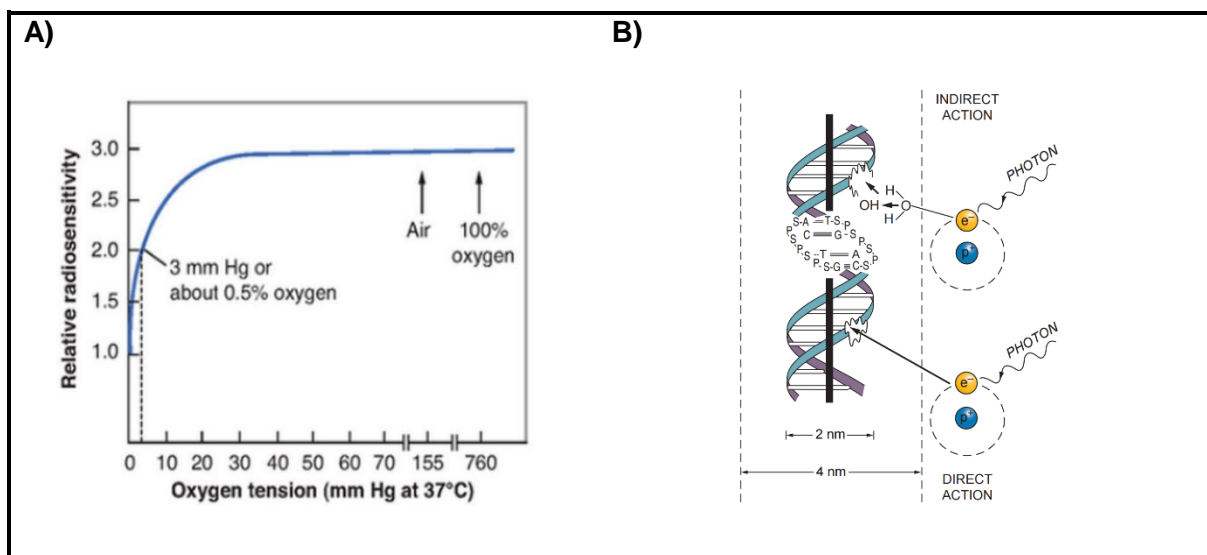 A)
3.0
2.5
2.0
1.5
1.0
Relative radiosensitivity
Air
100%
oxygen
3 mm Hg or
about 0.5% oxygen
0 10 20 30 40 50 60 70 155 760
Oxygen tension (mm Hg at 37°C)
B)
INDIRECT
ACTION
PHOTON
H
OH
O
H
e⁻
p⁺
S A T S
P C G P
S S
P P
S T A S
P S G C S P
PHOTON
e⁻
p⁺
2 nm
4 nm
DIRECT
ACTION